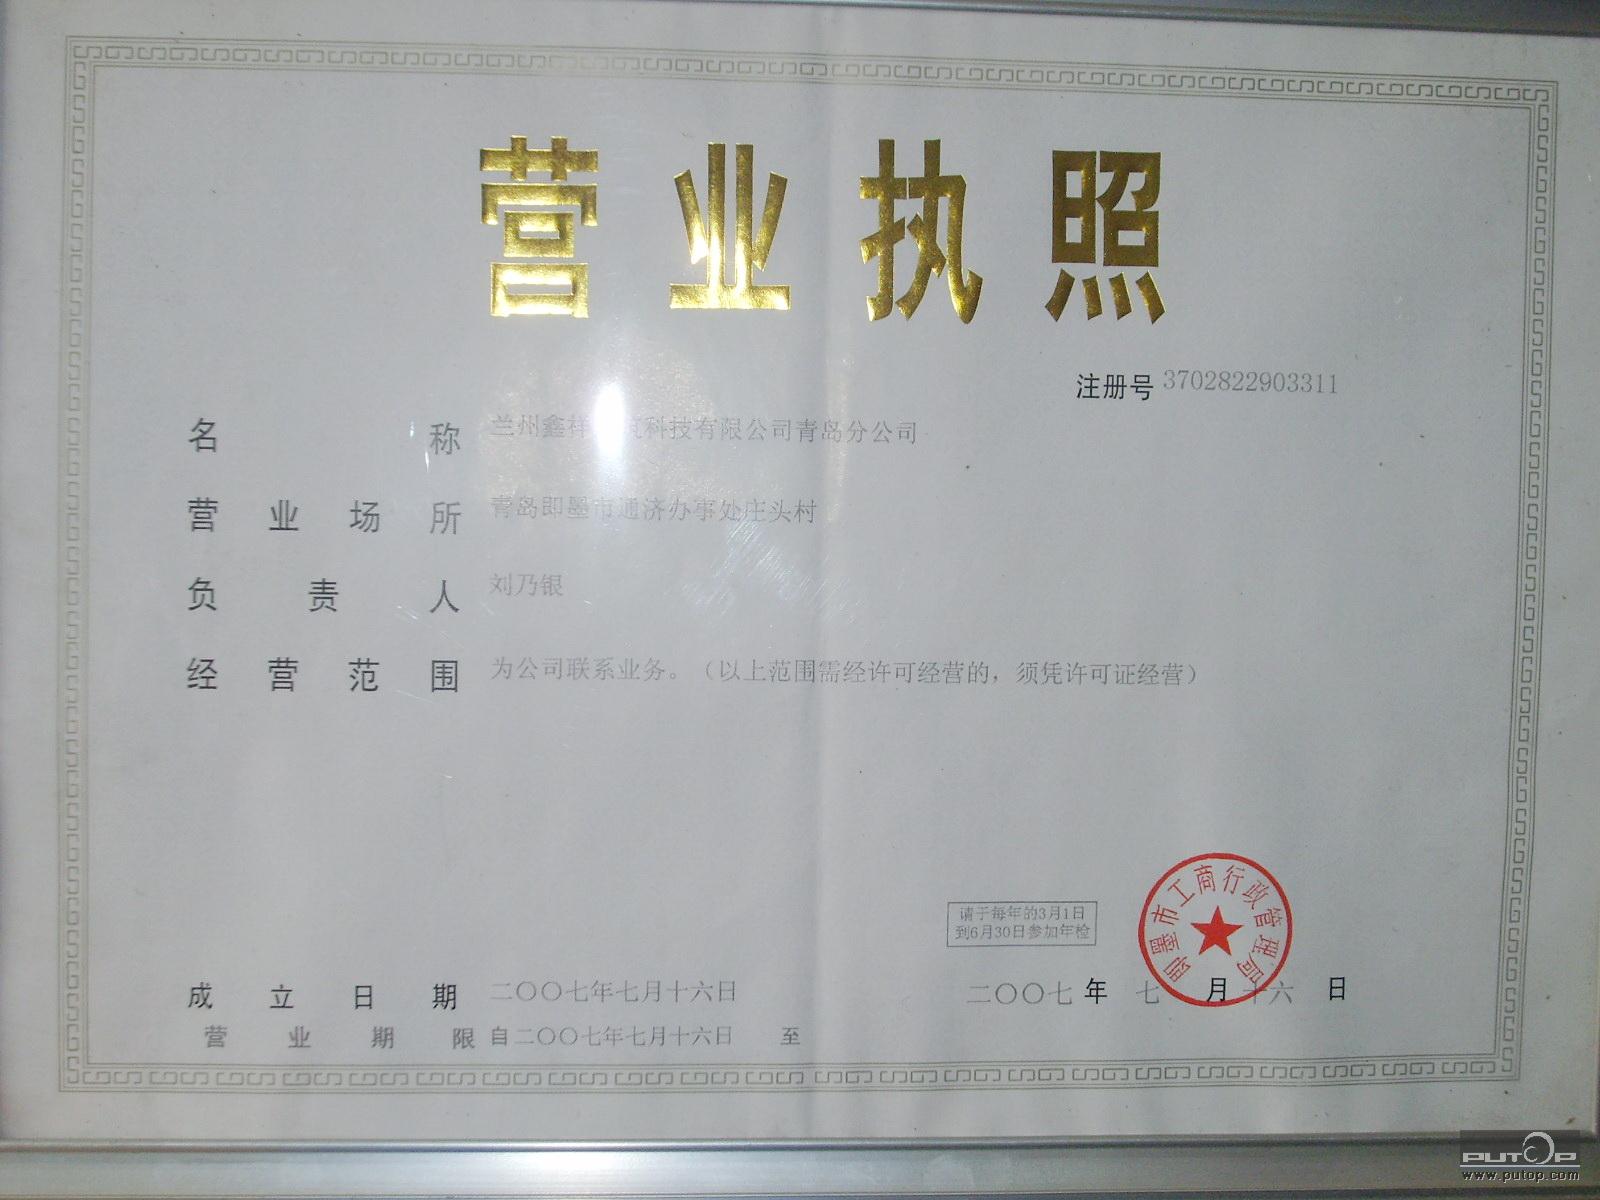 营业执照
注册号 3702822903311
名称 兰州鑫祥 筑科技有限公司青岛分公司
营业场所 青岛即墨市通济办事处庄头村
负责人 刘乃银
经营范围 为公司联系业务。（以上范围需经许可经营的，须凭许可证经营）
请于每年的3月1日
到6月30日参加年检
即墨市工商行政管理局
成立日期 二〇〇七年七月十六日
二〇〇七年七月十六日
营业期限 自二〇〇七年七月十六日 至
PUTOP
www.putop.com